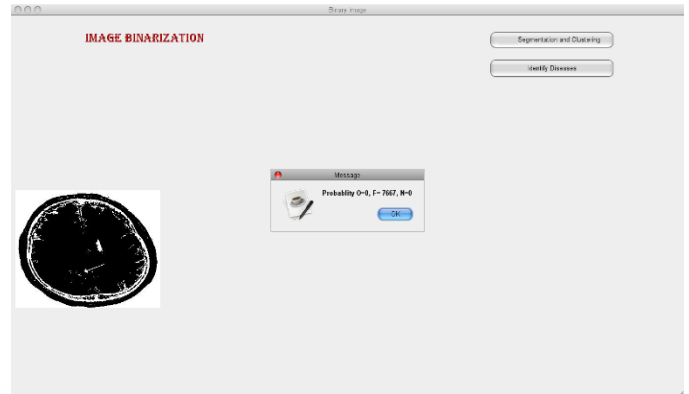 Binary Image
IMAGE BINARIZATION
Segmentation and Clustering
Identify Diseases
Message
Probablity O=0, F= 7667, N=0
OK